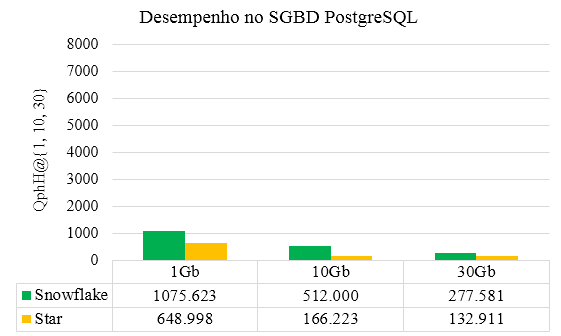 Desempenho no SGBD PostgreSQL
QphH@{1, 10, 30}
8000
7000
6000
5000
4000
3000
2000
1000
0
1Gb 10Gb 30Gb
Snowflake 1075.623 512.000 277.581
Star 648.998 166.223 132.911